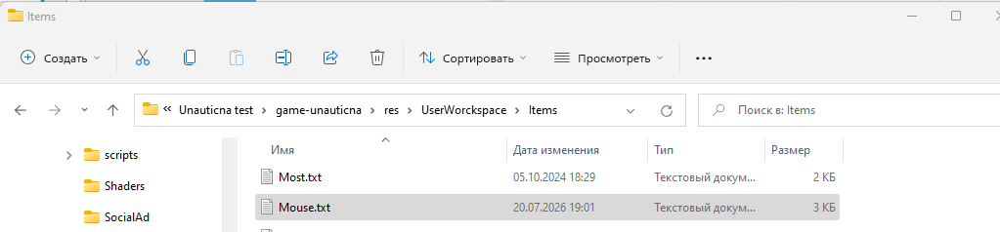 Items
Создать
Сортировать
Просмотреть
Unauticna test > game-unauticna > res > UserWorckspace > Items
Поиск в: Items
Имя Дата изменения Тип Размер
scripts
Most.txt 05.10.2024 18:29 Текстовый докум... 2 КБ
Shaders
Mouse.txt 20.07.2026 19:01 Текстовый докум... 3 КБ
SocialAd